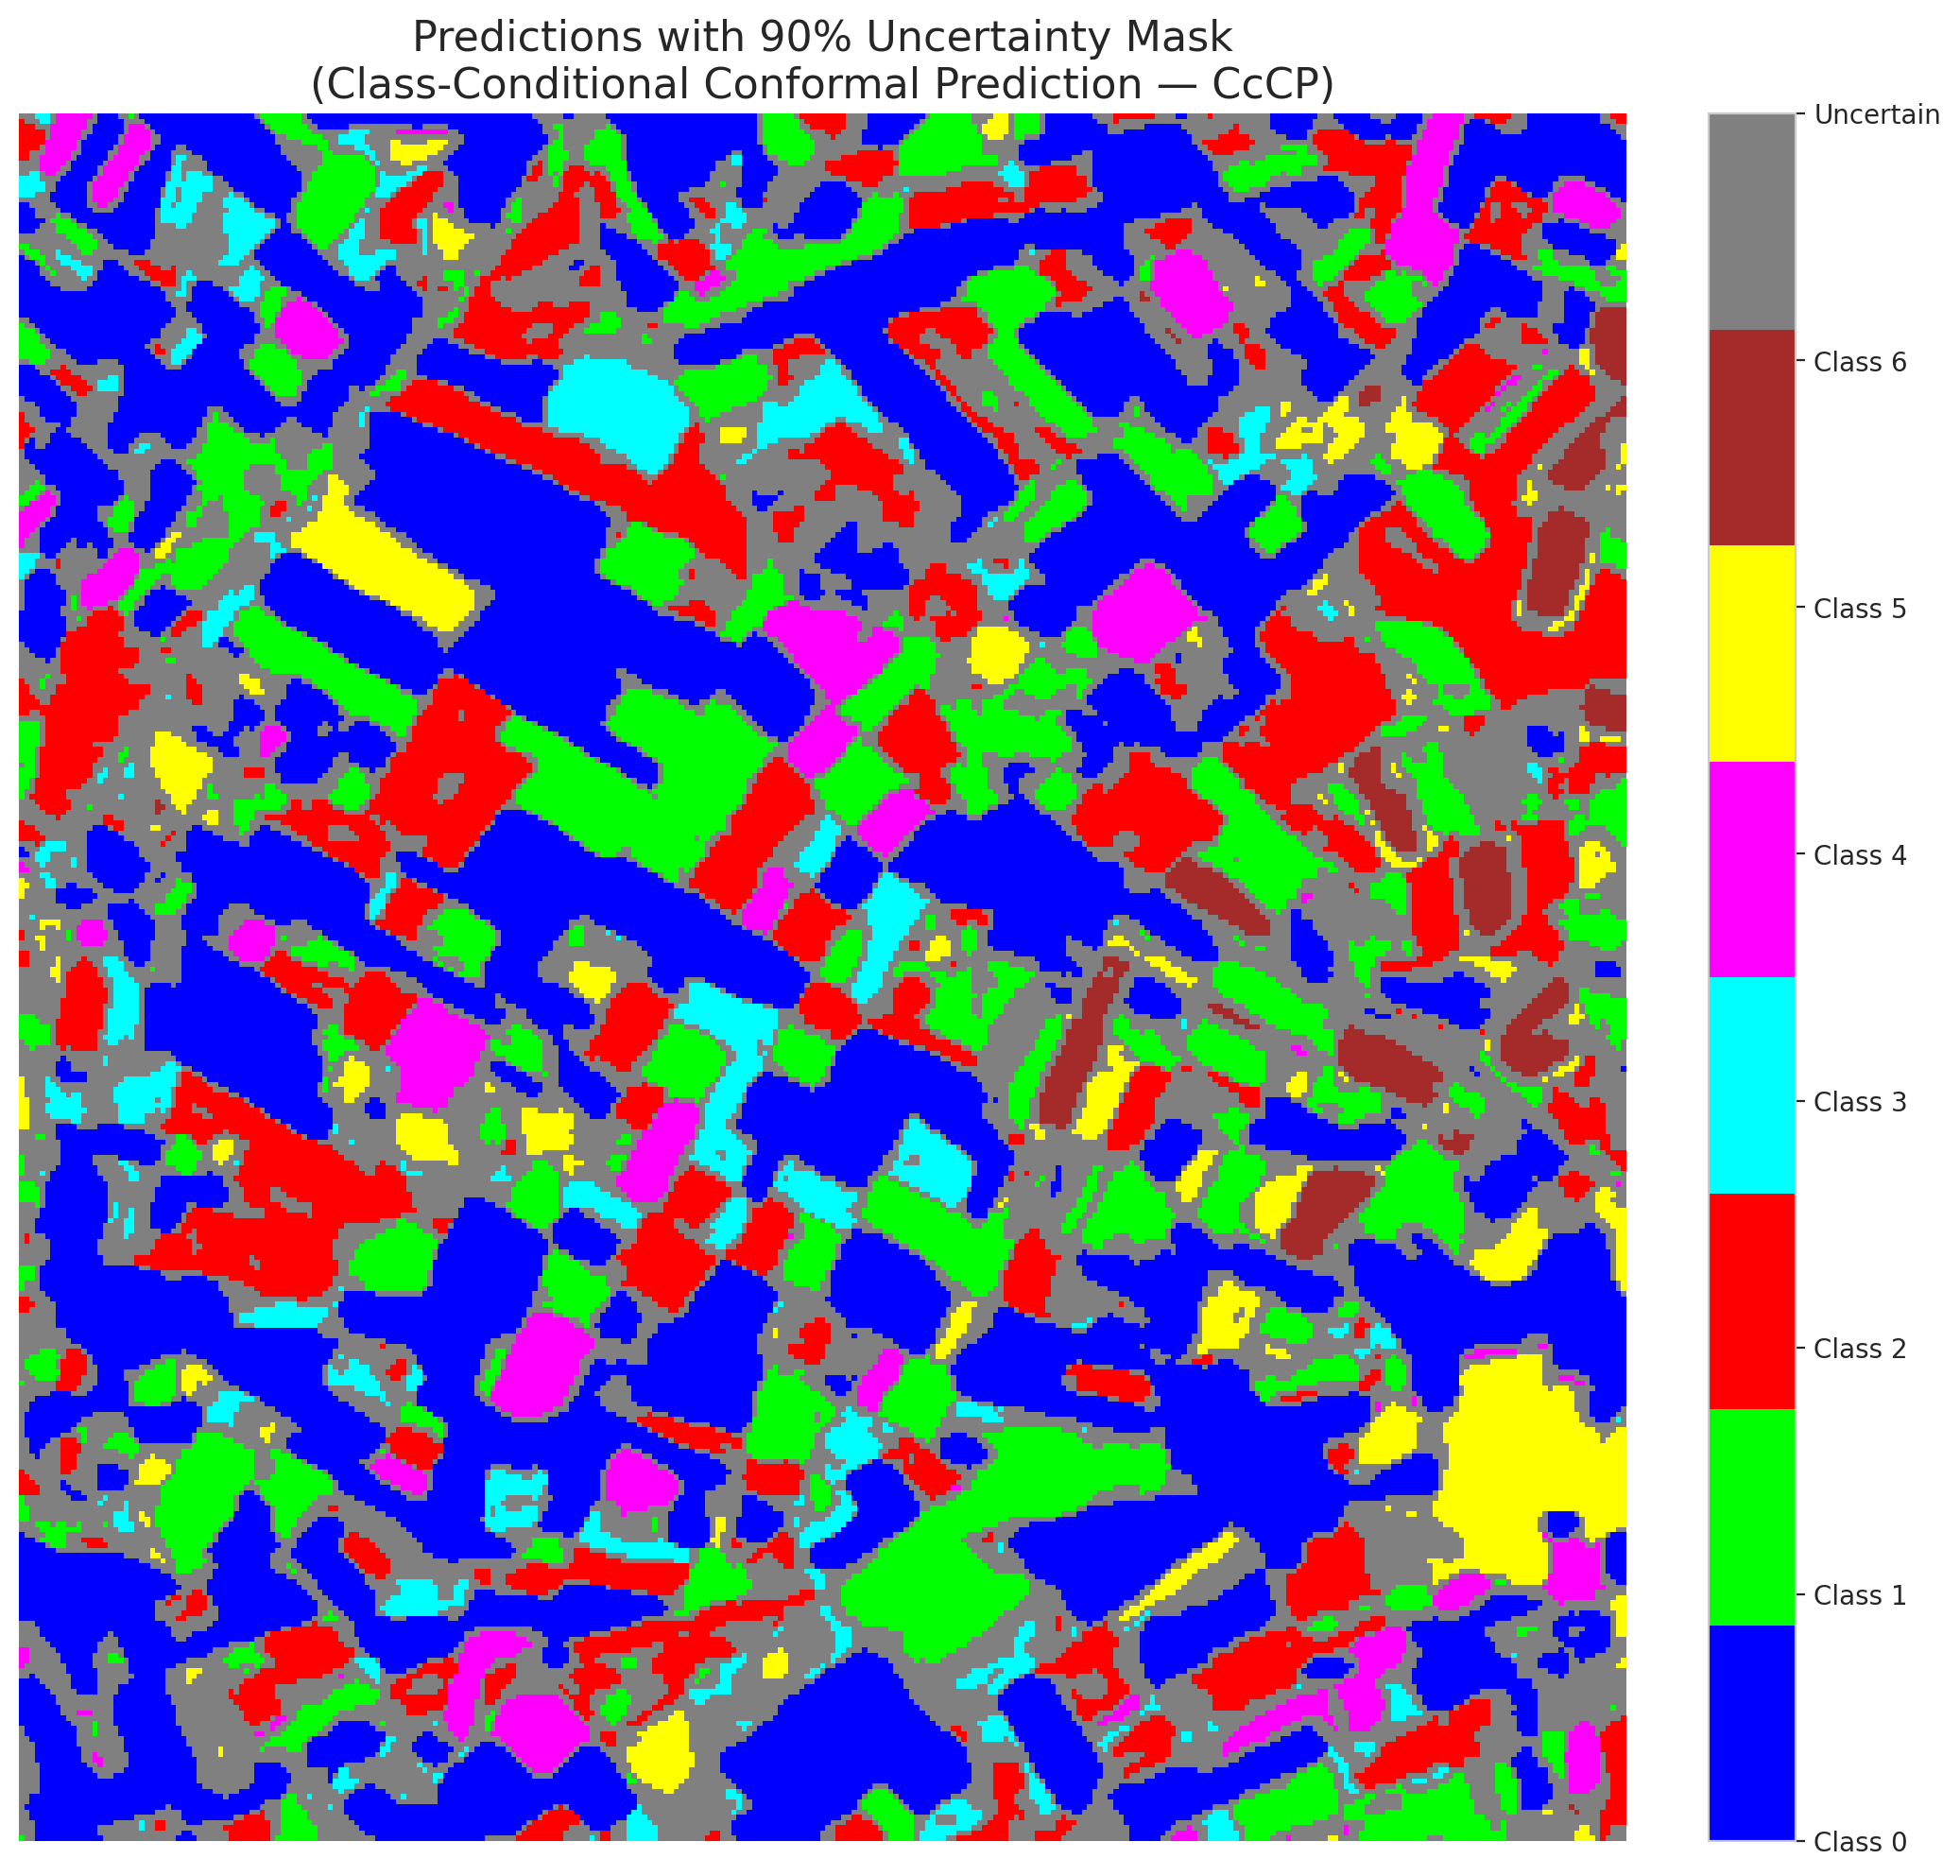 Predictions with 90% Uncertainty Mask
(Class-Conditional Conformal Prediction — CcCP)
Uncertain
Class 6
Class 5
Class 4
Class 3
Class 2
Class 1
Class 0